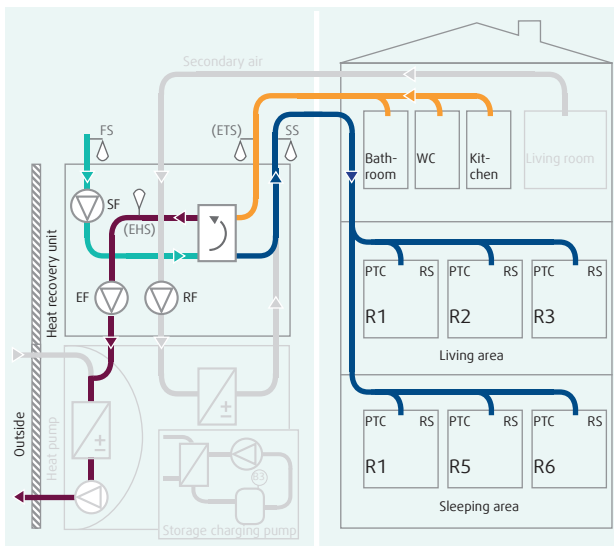 Secondary air
FS
(ETS)
SS
Bath-
room
WC
Kit-
chen
Living room
SF
(EHS)
EF
RF
Heat recovery unit
PTC
RS
PTC
RS
PTC
RS
R1
R2
R3
Living area
PTC
RS
PTC
RS
PTC
RS
R1
R5
R6
Sleeping area
Outside
Heat pump
B3
Storage charging pump